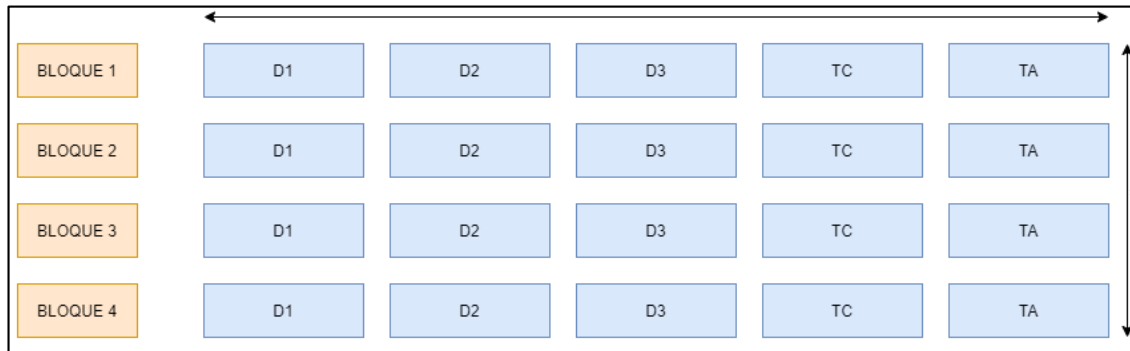 BLOQUE 1 D1 D2 D3 TC TA
BLOQUE 2 D1 D2 D3 TC TA
BLOQUE 3 D1 D2 D3 TC TA
BLOQUE 4 D1 D2 D3 TC TA